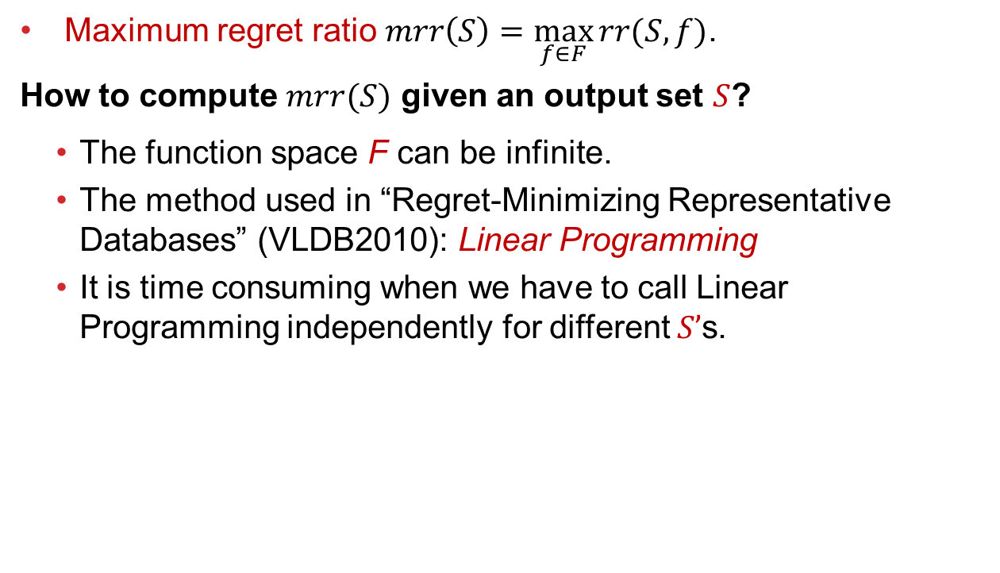 • Maximum regret ratio 𝑚𝑟𝑟(𝑆) = max 𝑟𝑟(𝑆, 𝑓).
𝑓∈𝐹
How to compute 𝑚𝑟𝑟(𝑆) given an output set 𝑆?
• The function space F can be infinite.
• The method used in “Regret-Minimizing Representative
Databases” (VLDB2010): Linear Programming
• It is time consuming when we have to call Linear
Programming independently for different 𝑆’s.